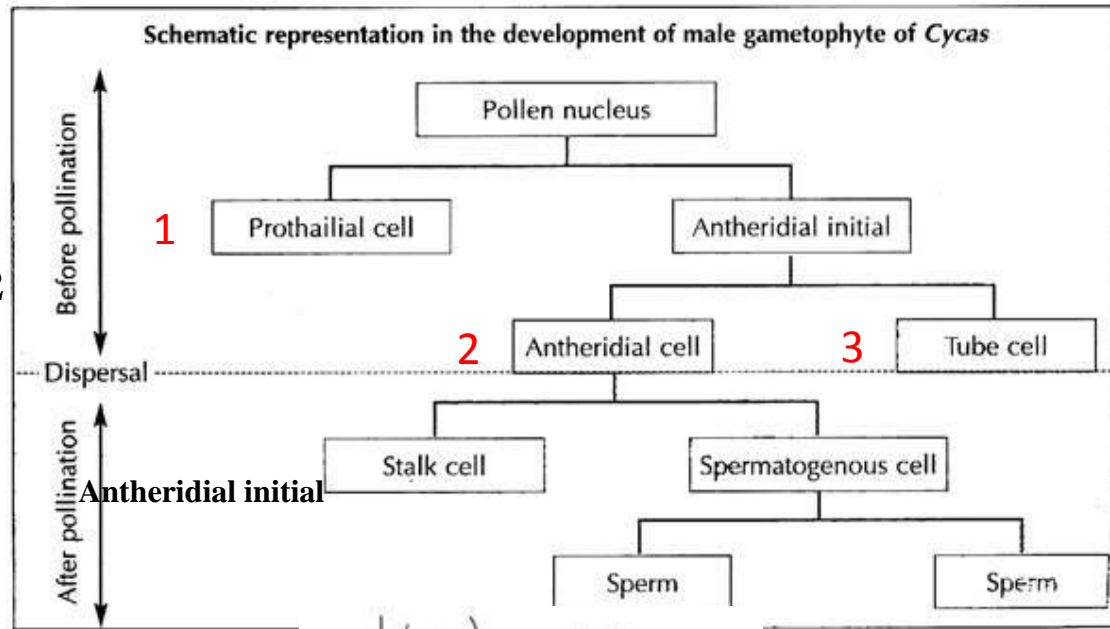 Schematic representation in the development of male gametophyte of Cycas
Before pollination
Pollen nucleus
1 Prothailial cell
Antheridial initial
2 Antheridial cell
3 Tube cell
Dispersal
After pollination
Stalk cell
Spermatogenous cell
Antheridial initial
Sperm
Sperm